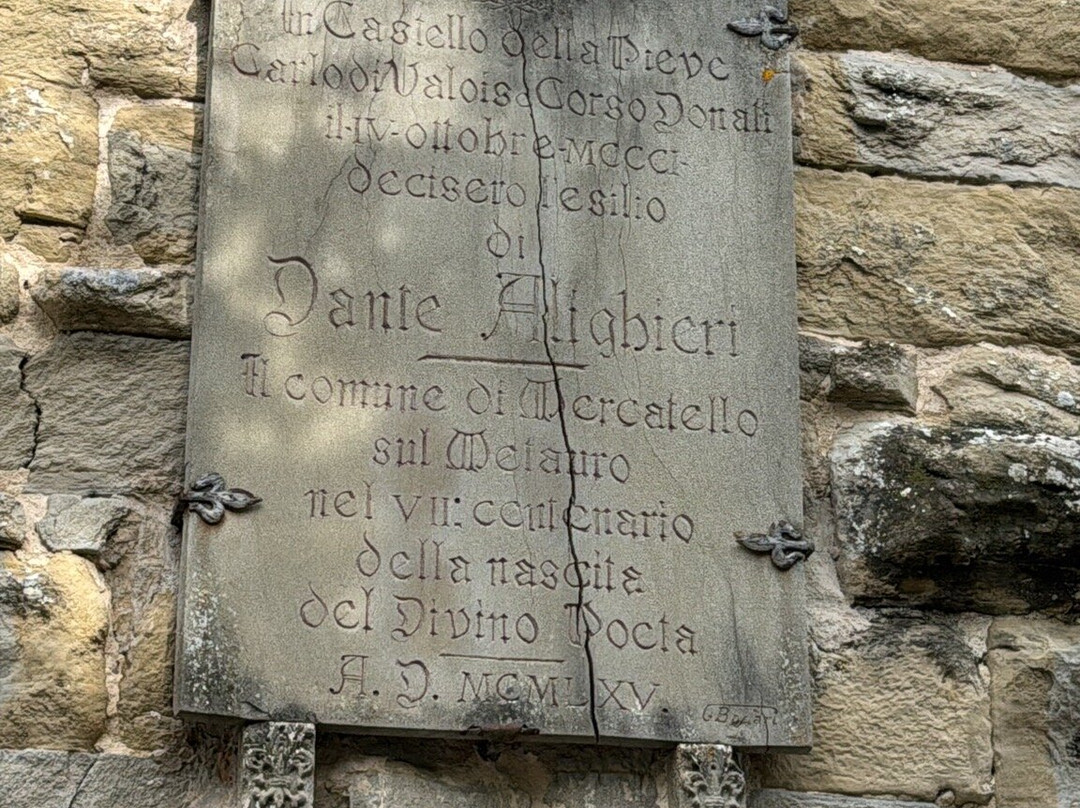 In Castello della Pieve
Carlo di Valois e Corso Donati
il·IV·ottobre·MCCCI·
decisero l'esilio
di
Dante Alighieri
Il comune di Mercatello
sul Metauro
nel VII: centenario
della nascita
del Divino Poeta
A. D. MCMLXV.